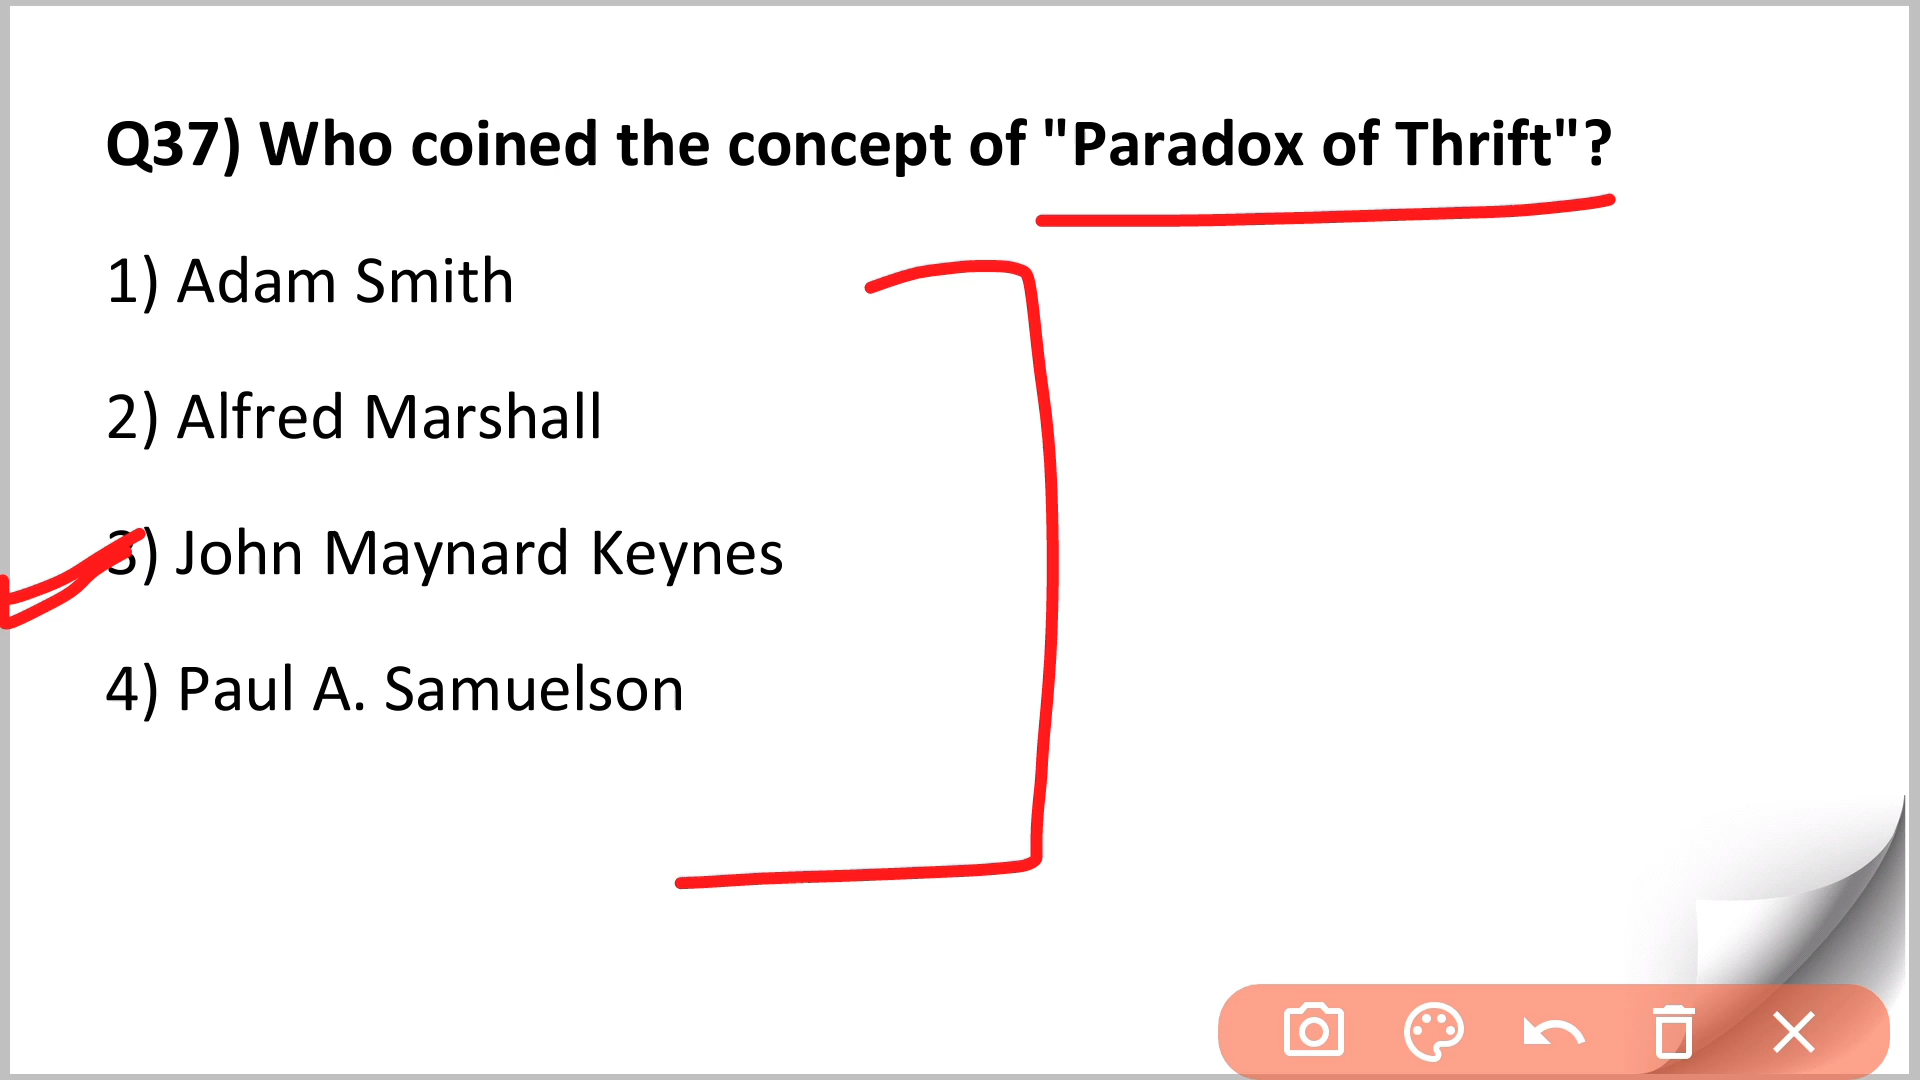 Q37) Who coined the concept of "Paradox of Thrift"?
1) Adam Smith
2) Alfred Marshall
3) John Maynard Keynes
4) Paul A. Samuelson